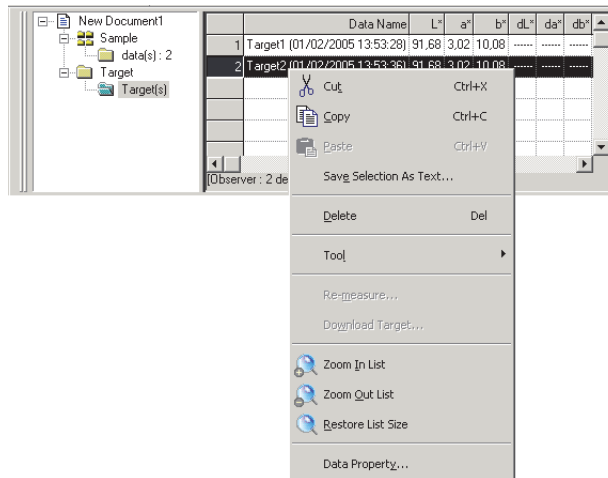 New Document1
Sample
data(s) : 2
Target
Target(s)
Data Name L* a* b* dL* da* db*
1 Target1 (01/02/2005 13:53:28) 91,68 3,02 10,08 ----- ----- -----
2 Target2 (01/02/2005 13:53:36) 91,68 3,02 10,08 ----- ----- -----
[Observer : 2 de
Cut Ctrl+X
Copy Ctrl+C
Paste Ctrl+V
Save Selection As Text...
Delete Del
Tool
Re-measure...
Download Target...
Zoom In List
Zoom Out List
Restore List Size
Data Property...